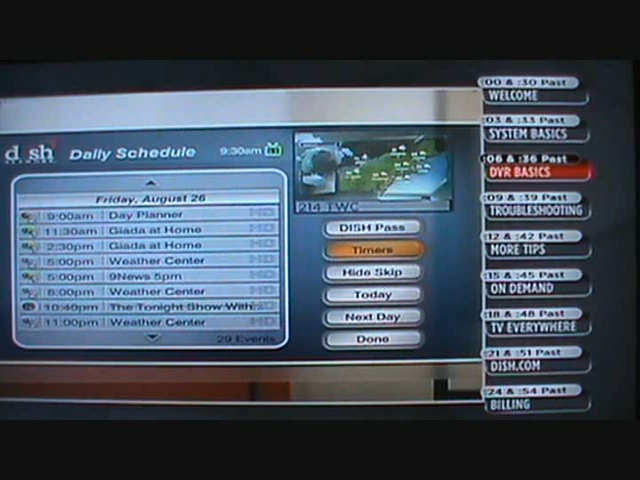 dish
NETWORK
Daily Schedule
9:30am
Friday, August 26
9:00am Day Planner HD
11:30am Giada at Home HD
2:30pm Giada at Home HD
5:00pm Weather Center HD
5:00pm 9News 5pm HD
6:00pm Weather Center HD
10:40pm The Tonight Show With
11:00pm Weather Center HD
29 Events
214 TWC
DISH Pass
Timers
Hide Skip
Today
Next Day
Done
:00 & :30 Past
WELCOME
:03 & :33 Past
SYSTEM BASICS
:06 & :36 Past
DVR BASICS
:09 & :39 Past
TROUBLESHOOTING
:12 & :42 Past
MORE TIPS
:15 & :45 Past
ON DEMAND
:18 & :48 Past
TV EVERYWHERE
:21 & :51 Past
DISH.COM
:24 & :54 Past
BILLING